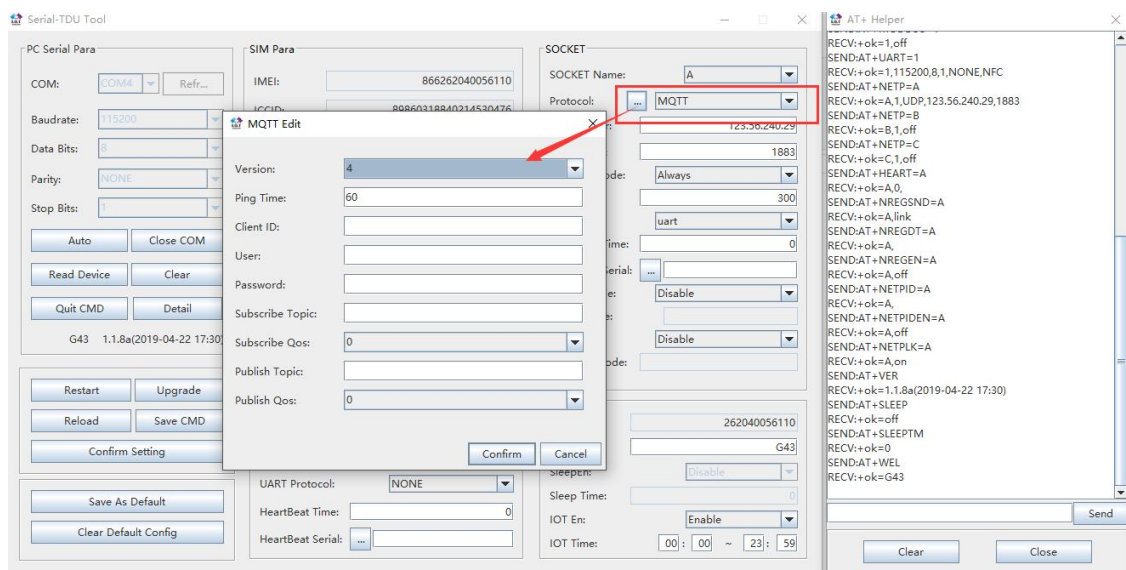 Serial-TDU Tool
PC Serial Para
COM: COM4 Refr...
Baudrate: 115200
Data Bits: 8
Parity: NONE
Stop Bits: 1
Auto Close COM
Read Device Clear
Quit CMD Detail
G43 1.1.8a(2019-04-22 17:30)
Restart Upgrade
Reload Save CMD
Confirm Setting
Save As Default
Clear Default Config
SIM Para
IMEI: 866262040056110
ICCID: 89860318840214530476
MQTT Edit
Version: 4
Ping Time: 60
Client ID:
User:
Password:
Subscribe Topic:
Subscribe Qos: 0
Publish Topic:
Publish Qos: 0
Confirm Cancel
UART Protocol: NONE
HeartBeat Time: 0
HeartBeat Serial: ...
SOCKET
SOCKET Name: A
Protocol: ... MQTT
123.56.240.29
1883
ode: Always
300
uart
ime: 0
erial: ...
e: Disable
e:
Disable
ode:
262040056110
G43
SleepEn: Disable
Sleep Time: 0
IOT En: Enable
IOT Time: 00 : 00 ~ 23 : 59
AT+ Helper
RECV:+ok=1,off
SEND:AT+UART=1
RECV:+ok=1,115200,8,1,NONE,NFC
SEND:AT+NETP=A
RECV:+ok=A,1,UDP,123.56.240.29,1883
SEND:AT+NETP=B
RECV:+ok=B,1,off
SEND:AT+NETP=C
RECV:+ok=C,1,off
SEND:AT+HEART=A
RECV:+ok=A,0,
SEND:AT+NREGSND=A
RECV:+ok=A,link
SEND:AT+NREGDT=A
RECV:+ok=A,
SEND:AT+NREGEN=A
RECV:+ok=A,off
SEND:AT+NETPID=A
RECV:+ok=A,
SEND:AT+NETPIDEN=A
RECV:+ok=A,off
SEND:AT+NETPLK=A
RECV:+ok=A,on
SEND:AT+VER
RECV:+ok=1.1.8a(2019-04-22 17:30)
SEND:AT+SLEEP
RECV:+ok=off
SEND:AT+SLEEPTM
RECV:+ok=0
SEND:AT+WEL
RECV:+ok=G43
Send
Clear Close